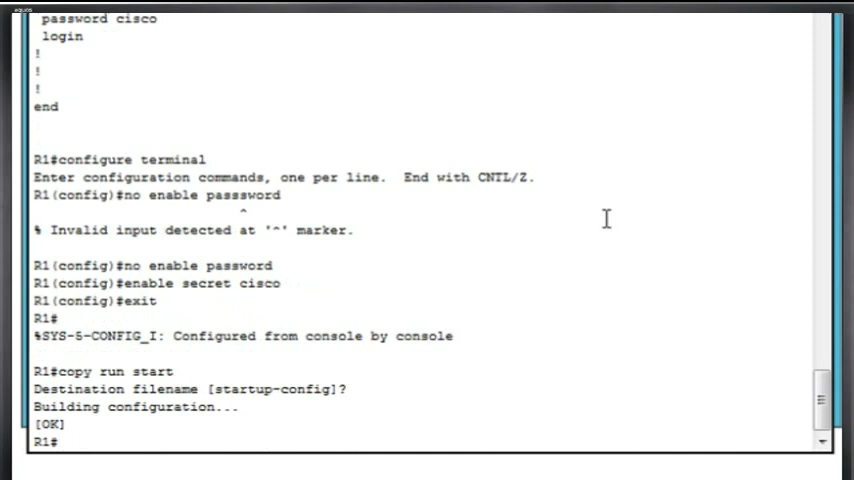 equos
password cisco
login
!
!
!
end
R1#configure terminal
Enter configuration commands, one per line. End with CNTL/Z.
R1(config)#no enable passsword
^
% Invalid input detected at '^' marker.
R1(config)#no enable password
R1(config)#enable secret cisco
R1(config)#exit
R1#
%SYS-5-CONFIG_I: Configured from console by console
R1#copy run start
Destination filename [startup-config]?
Building configuration...
[OK]
R1#